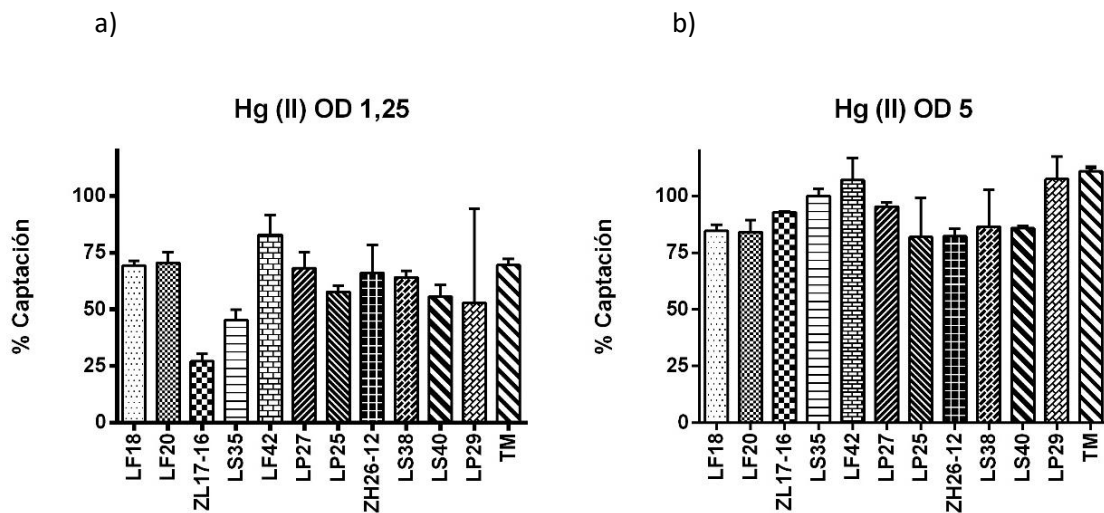 a)
b)
Hg (II) OD 1,25
% Captación
100
75
50
25
0
LF18
LF20
ZL17-16
LS35
LF42
LP27
LP25
ZH26-12
LS38
LS40
LP29
TM
Hg (II) OD 5
% Captación
100
75
50
25
0
LF18
LF20
ZL17-16
LS35
LF42
LP27
LP25
ZH26-12
LS38
LS40
LP29
TM